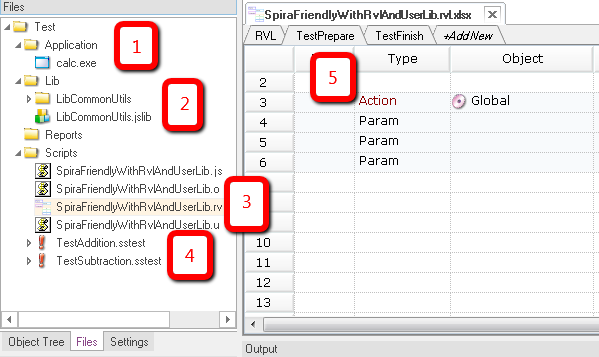 Files
Test
Application
1
calc.exe
Lib
LibCommonUtils
2
LibCommonUtils.jslib
Reports
Scripts
SpiraFriendlyWithRvlAndUserLib.js
SpiraFriendlyWithRvlAndUserLib.o
SpiraFriendlyWithRvlAndUserLib.rv
3
SpiraFriendlyWithRvlAndUserLib.u
TestAddition.sstest
4
TestSubtraction.sstest
Object Tree Files Settings
SpiraFriendlyWithRvlAndUserLib.rvl.xlsx
RVL TestPrepare TestFinish +AddNew
5 Type Object
2
3 Action Global
4 Param
5 Param
6 Param
10
11
12
13
Output